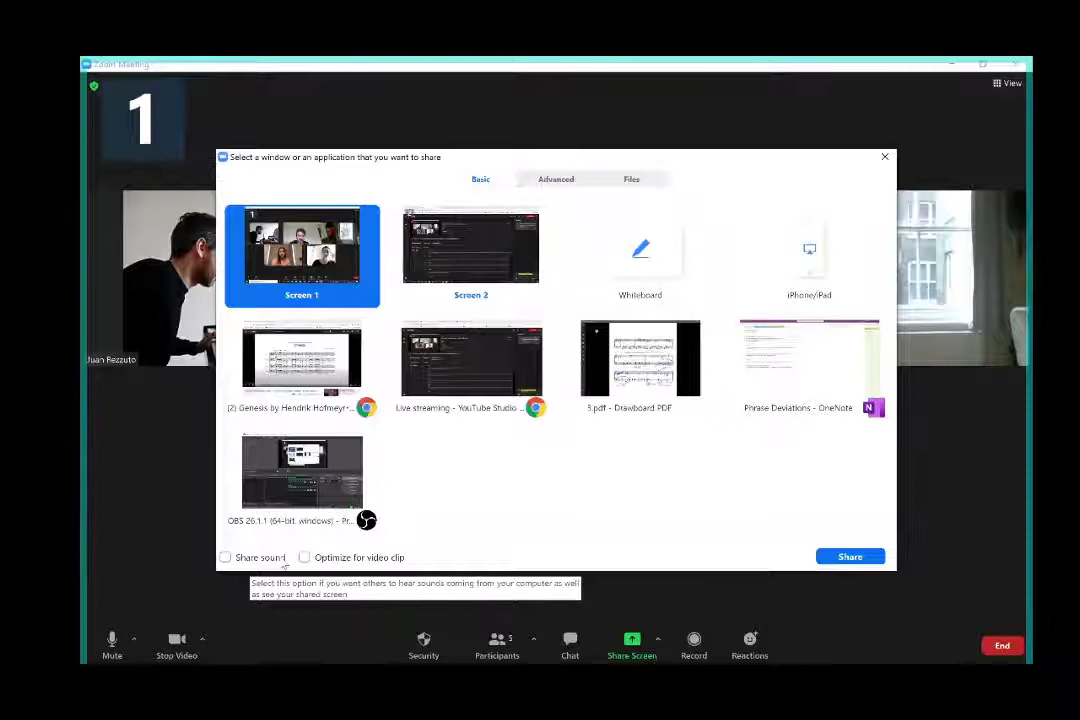 Zoom Meeting
View
1
Select a window or an application that you want to share
Basic
Advanced
Files
Screen 1
Screen 2
Whiteboard
iPhone/iPad
(2) Genesis by Hendrik Hofmeyr •...
Live streaming - YouTube Studio ...
3.pdf - Drawboard PDF
Phrase Deviations - OneNote
OBS 26.1.1 (64-bit, windows) - Pr...
Juan Rezzuto
Share sound
Optimize for video clip
Share
Select this option if you want others to hear sounds coming from your computer as well
as see your shared screen
Mute
Stop Video
Security
Participants
5
Chat
Share Screen
Record
Reactions
End